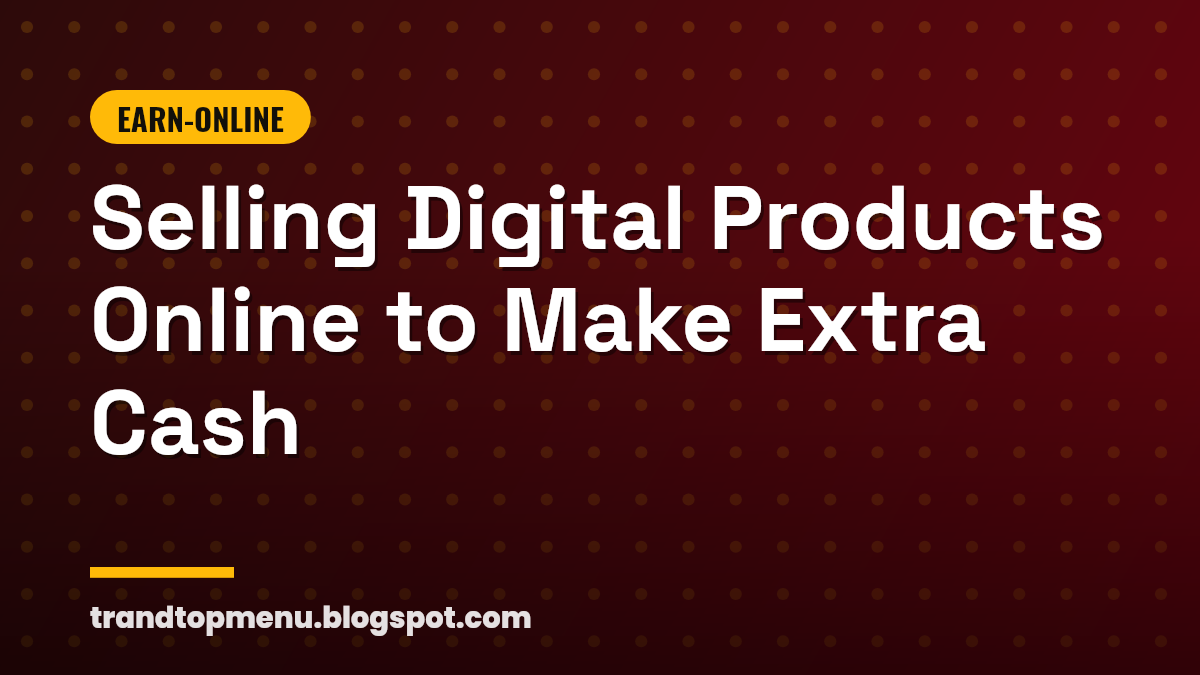 EARN-ONLINE
Selling Digital Products
Online to Make Extra
Cash
trandtopmenu.blogspot.com